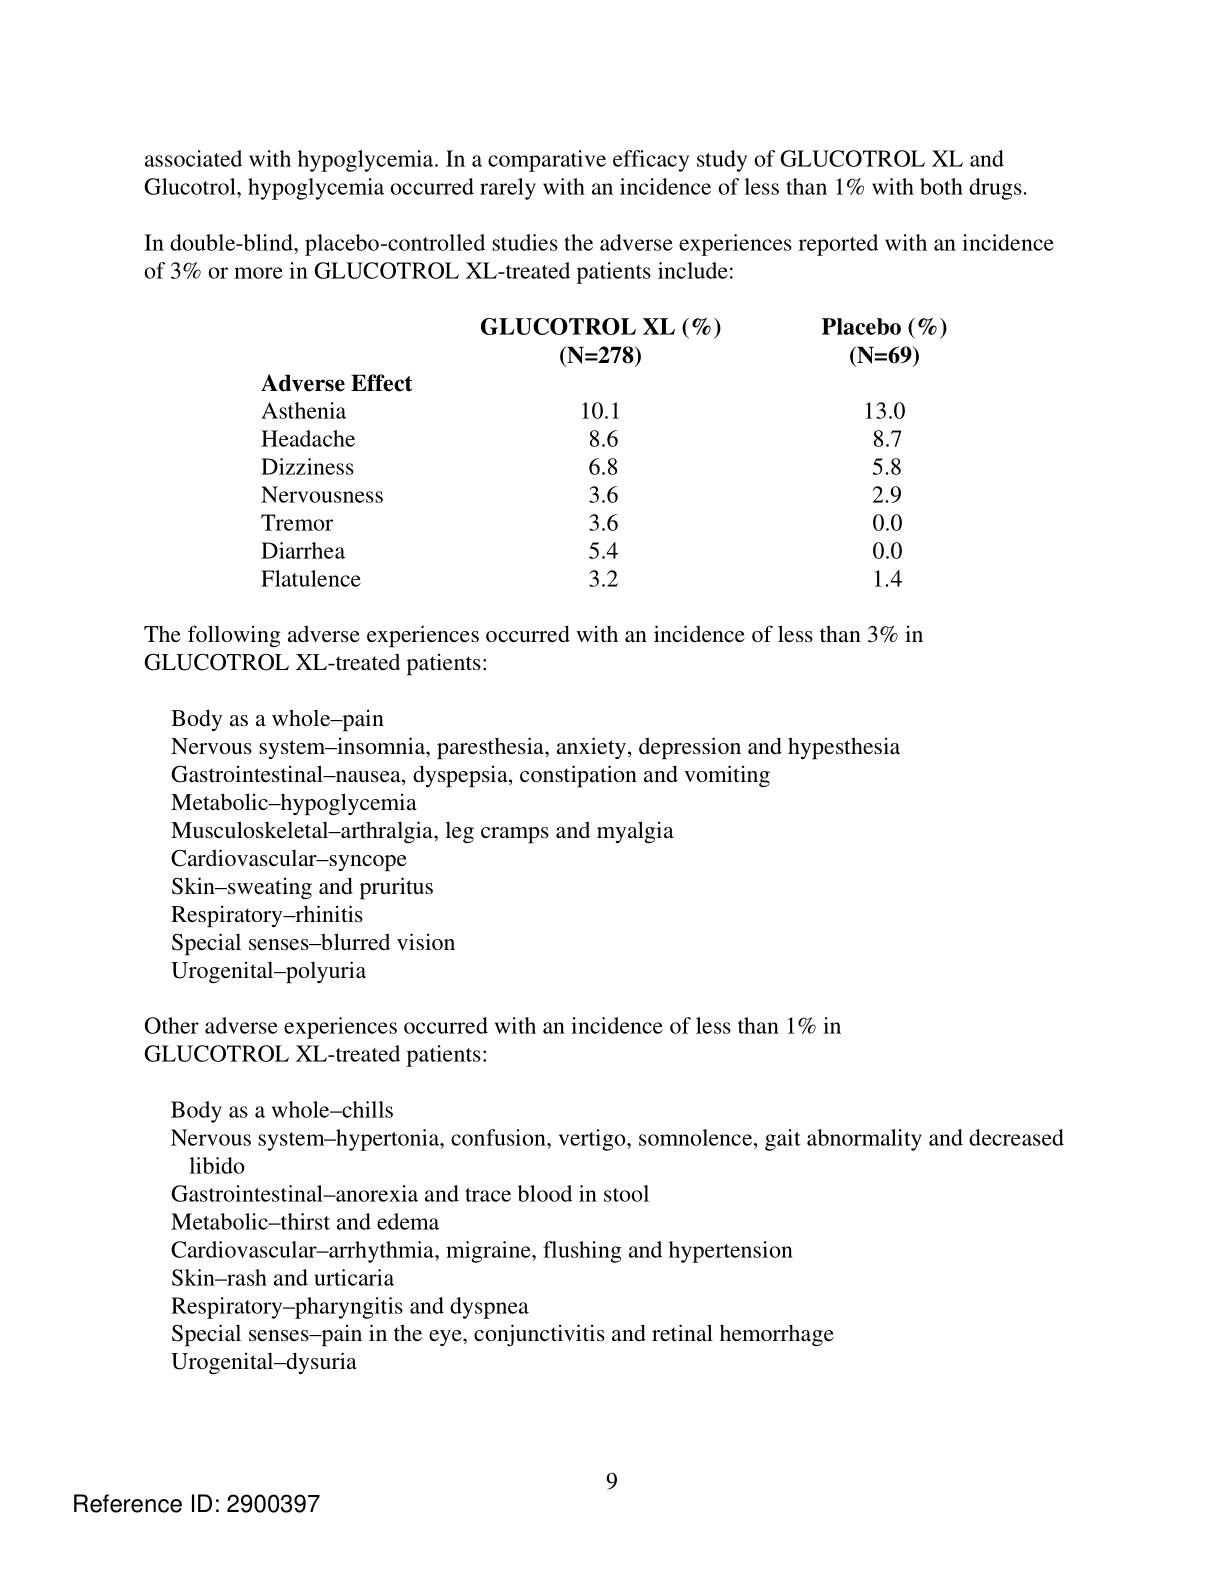 associated with hypoglycemia. In a comparative efficacy study of GLUCOTROL XL and
Glucotrol, hypoglycemia occurred rarely with an incidence of less than 1% with both drugs.
In double-blind, placebo-controlled studies the adverse experiences reported with an incidence
of 3% or more in GLUCOTROL XL-treated patients include:
GLUCOTROL XL (%) Placebo (%)
(N=278) (N=69)
Adverse Effect
Asthenia 10.1 13.0
Headache 8.6 8.7
Dizziness 6.8 5.8
Nervousness 3.6 2.9
Tremor 3.6 0.0
Diarrhea 5.4 0.0
Flatulence 3.2 1.4
The following adverse experiences occurred with an incidence of less than 3% in
GLUCOTROL XL-treated patients:
Body as a whole–pain
Nervous system–insomnia, paresthesia, anxiety, depression and hypesthesia
Gastrointestinal–nausea, dyspepsia, constipation and vomiting
Metabolic–hypoglycemia
Musculoskeletal–arthralgia, leg cramps and myalgia
Cardiovascular–syncope
Skin–sweating and pruritus
Respiratory–rhinitis
Special senses–blurred vision
Urogenital–polyuria
Other adverse experiences occurred with an incidence of less than 1% in
GLUCOTROL XL-treated patients:
Body as a whole–chills
Nervous system–hypertonia, confusion, vertigo, somnolence, gait abnormality and decreased
libido
Gastrointestinal–anorexia and trace blood in stool
Metabolic–thirst and edema
Cardiovascular–arrhythmia, migraine, flushing and hypertension
Skin–rash and urticaria
Respiratory–pharyngitis and dyspnea
Special senses–pain in the eye, conjunctivitis and retinal hemorrhage
Urogenital–dysuria
9
Reference ID: 2900397